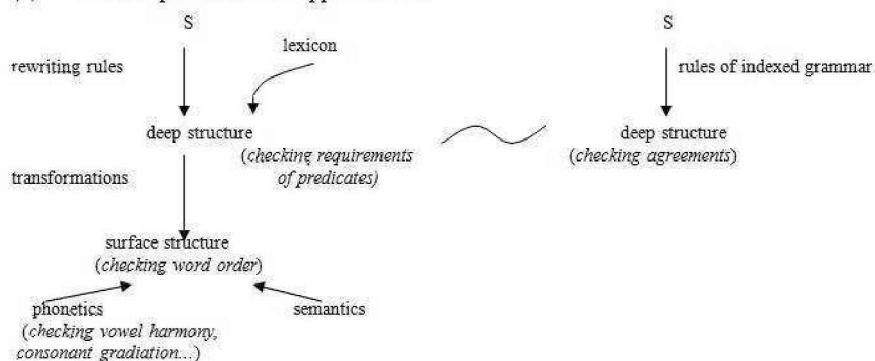 S
S
lexicon
rewriting rules
rules of indexed grammar
deep structure
deep structure
(checking requirements
of predicates)
(checking agreements)
transformations
surface structure
(checking word order)
phonetics
semantics
(checking vowel harmony,
consonant gradiation...)